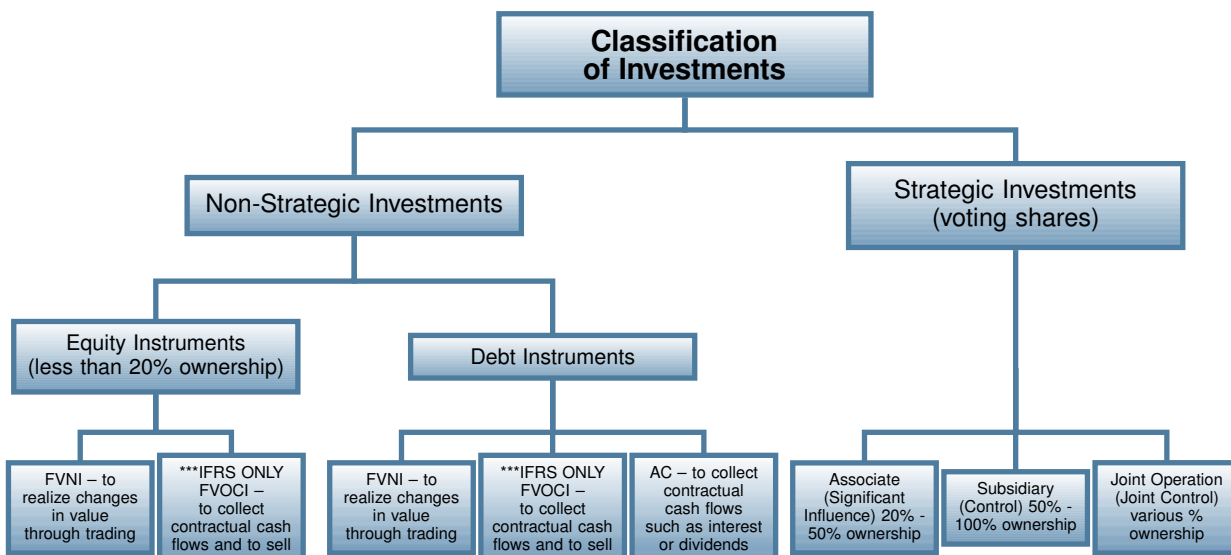 Classification
of Investments
Non-Strategic Investments
Strategic Investments
(voting shares)
Equity Instruments
(less than 20% ownership)
Debt Instruments
FVNI – to
realize changes
in value
through trading
***IFRS ONLY
FVOCI –
to collect
contractual cash
flows and to sell
FVNI – to
realize changes
in value
through trading
***IFRS ONLY
FVOCI –
to collect
contractual cash
flows and to sell
AC – to collect
contractual
cash flows
such as interest
or dividends
Associate
(Significant
Influence) 20% -
50% ownership
Subsidiary
(Control) 50% -
100% ownership
Joint Operation
(Joint Control)
various %
ownership